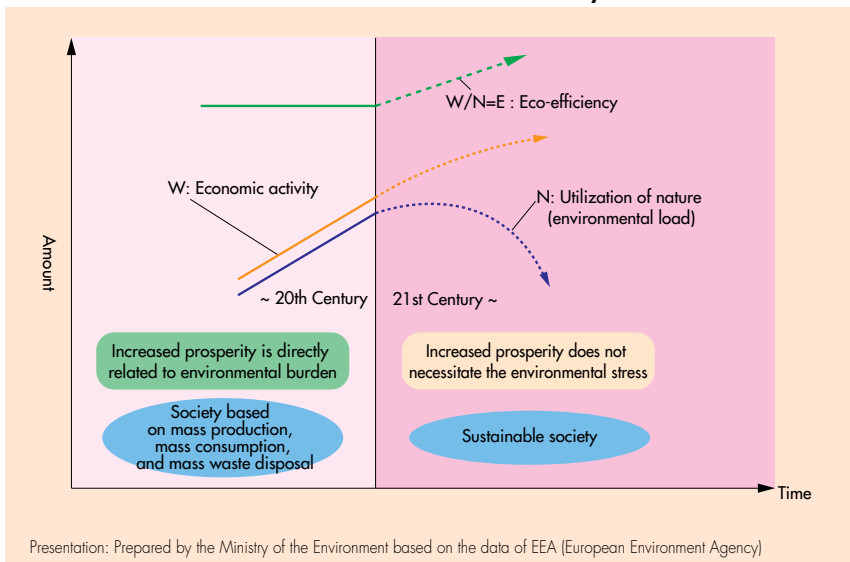 W/N=E : Eco-efficiency
W: Economic activity
N: Utilization of nature
(environmental load)
Amount
~ 20th Century
21st Century ~
Increased prosperity is directly
related to environmental burden
Increased prosperity does not
necessitate the environmental stress
Society based
on mass production,
mass consumption,
and mass waste disposal
Sustainable society
Time
Presentation: Prepared by the Ministry of the Environment based on the data of EEA (European Environment Agency)